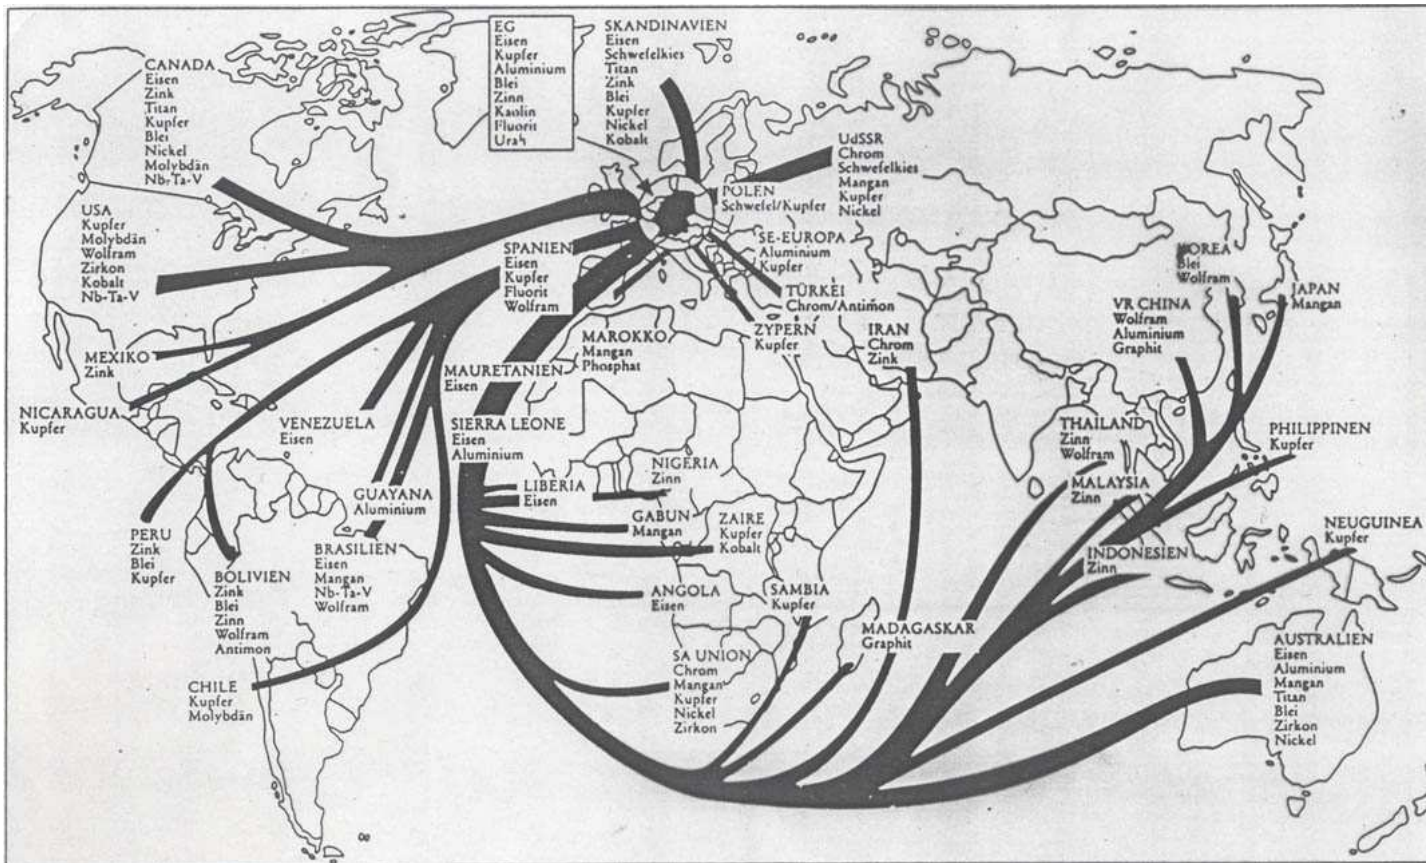 EG
Eisen
Kupfer
Aluminium
Blei
Zinn
Kaolin
Fluorit
Uran
SKANDINAVIEN
Eisen
Schwefelkies
Titan
Zink
Blei
Kupfer
Nickel
Kobalt
CANADA
Eisen
Zink
Titan
Kupfer
Blei
Nickel
Molybdän
Nb-Ta-V
UdSSR
Chrom
Schwefelkies
Mangan
Kupfer
Nickel
POLEN
Schwefel/Kupfer
USA
Kupfer
Molybdän
Wolfram
Zirkon
Kobalt
Nb-Ta-V
SPANIEN
Eisen
Kupfer
Fluorit
Wolfram
SE-EUROPA
Aluminium
Kupfer
TÜRKEI
Chrom/Antimon
ZYPERN
Kupfer
MAROKKO
Mangan
Phosphat
IRAN
Chrom
Zink
KOREA
Blei
Wolfram
JAPAN
Mangan
VR CHINA
Wolfram
Aluminium
Graphit
MEXIKO
Zink
MAURETANIEN
Eisen
NICARAGUA
Kupfer
VENEZUELA
Eisen
SIERRA LEONE
Eisen
Aluminium
THAILAND
Zinn
Wolfram
PHILIPPINEN
Kupfer
NIGERIA
Zinn
MALAYSIA
Zinn
LIBERIA
Eisen
GUAYANA
Aluminium
GABUN
Mangan
ZAIRE
Kupfer
Kobalt
NEUGUINEA
Kupfer
PERU
Zink
Blei
Kupfer
BRASILIEN
Eisen
Mangan
Nb-Ta-V
Wolfram
INDONESIEN
Zinn
BOLIVIEN
Zink
Blei
Zinn
Wolfram
Antimon
ANGOLA
Eisen
SAMBIA
Kupfer
MADAGASKAR
Graphit
AUSTRALIEN
Eisen
Aluminium
Mangan
Titan
Blei
Zirkon
Nickel
SA UNION
Chrom
Mangan
Kupfer
Nickel
Zirkon
CHILE
Kupfer
Molybdän